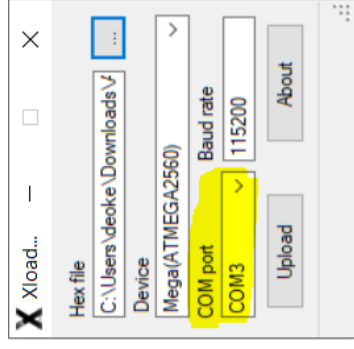 X Xload...
Hex file
C:\Users\deoke\Downloads\
...
Device
Mega(ATMEGA2560)
COM port Baud rate
COM3 115200
Upload About